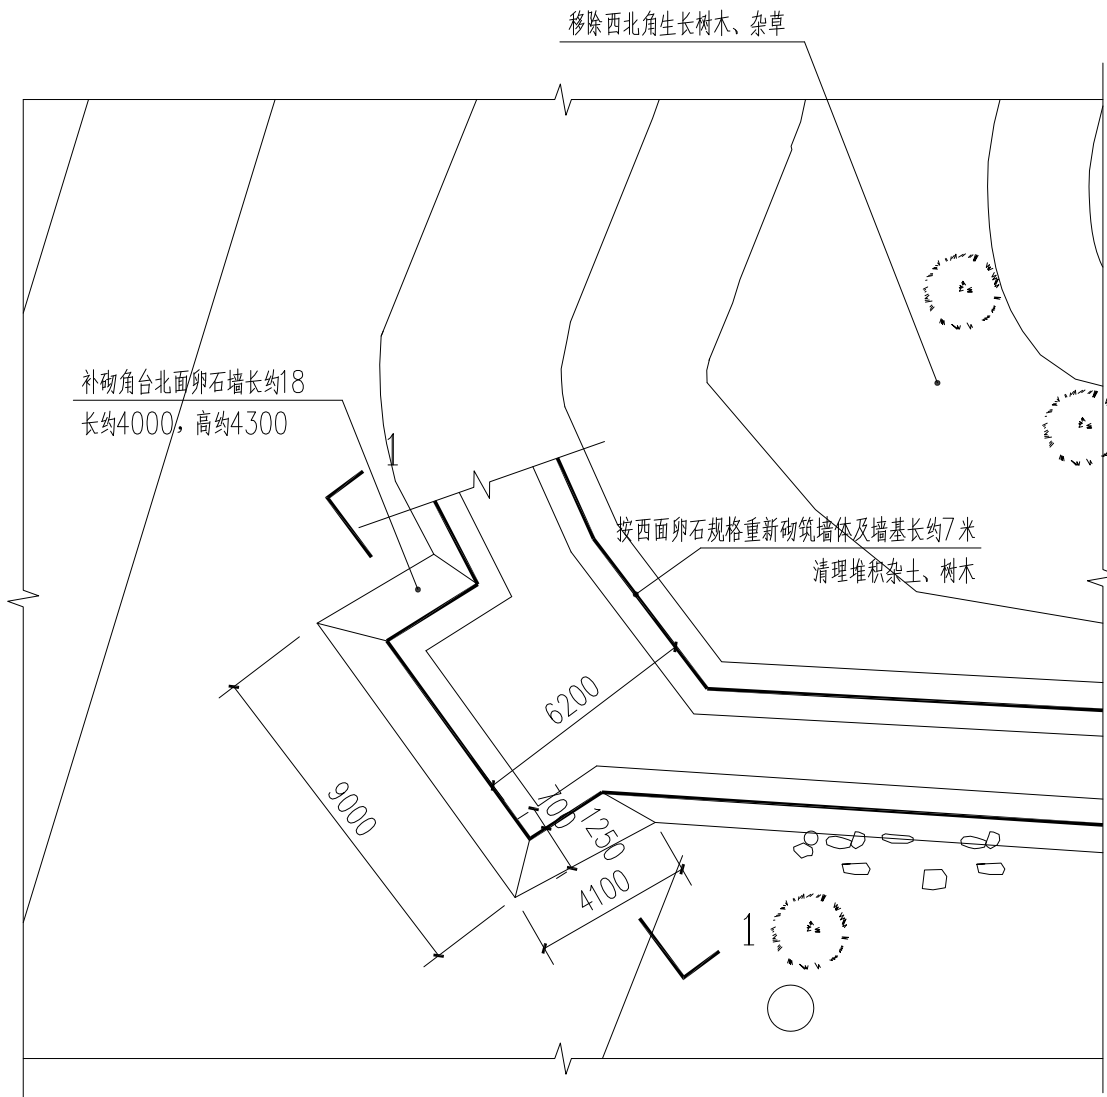 移除西北角生长树木、杂草
补砌角台北面卵石墙长约18
长约4000，高约4300
1
按西面卵石规格重新砌筑墙体及墙基长约7米
清理堆积杂土、树木
6200
9000
700
1250
4100
1